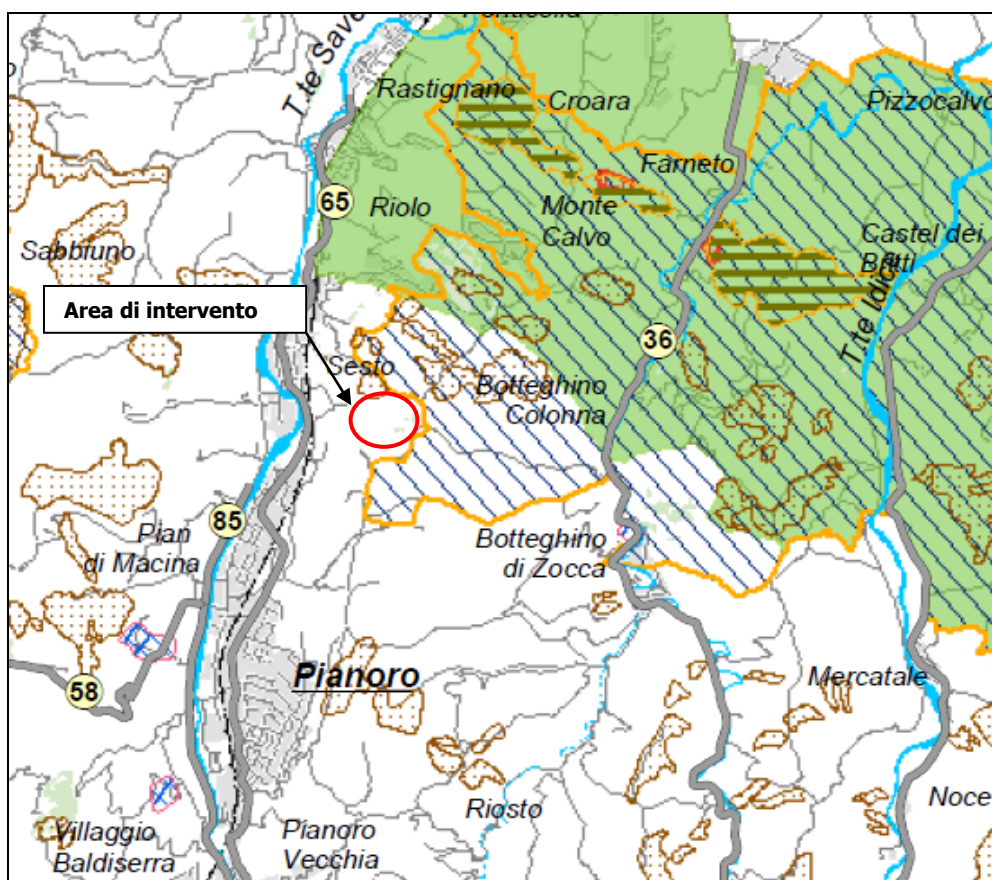 T.te Save
Rastignano
Croara
Pizzocalvo
Farneto
65
Riolo
Monte
Calvo
Sabbiuno
Castel dei
Britti
Area di intervento
T.te Idice
36
Sesto
Botteghino
Colonna
85
Pian
di Macina
Botteghino
di Zocca
58
Pianoro
Mercatale
Riosto
Noce
Villaggio
Baldiserra
Pianoro
Vecchia